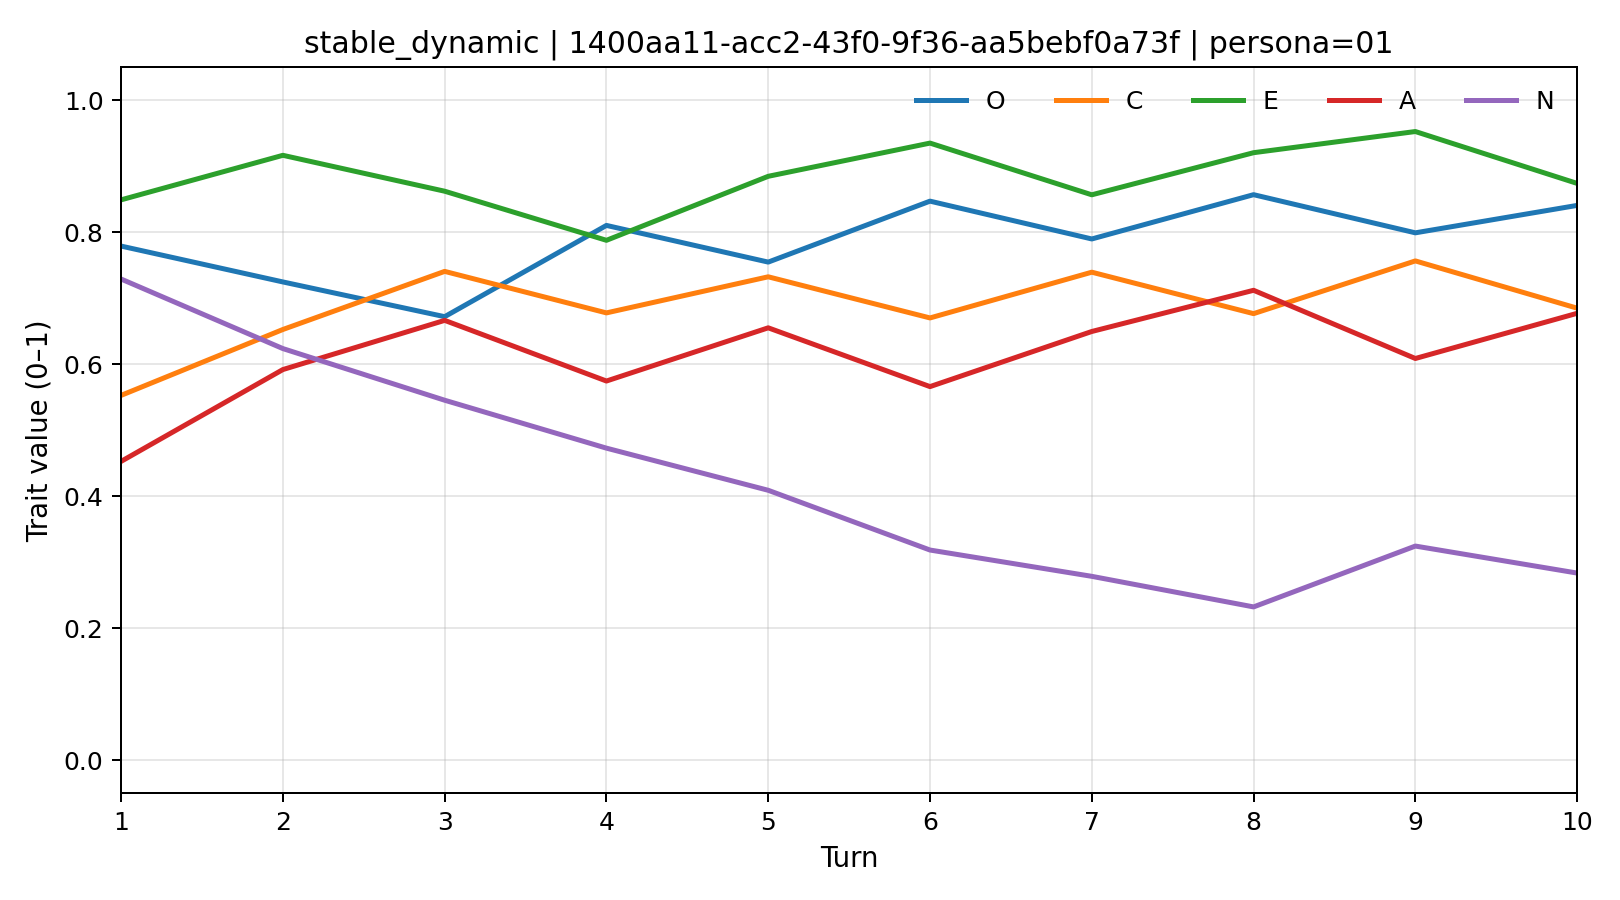 stable_dynamic | 1400aa11-acc2-43f0-9f36-aa5bebf0a73f | persona=01
O C E A N
1.0
0.8
0.6
0.4
0.2
0.0
Trait value (0–1)
1 2 3 4 5 6 7 8 9 10
Turn